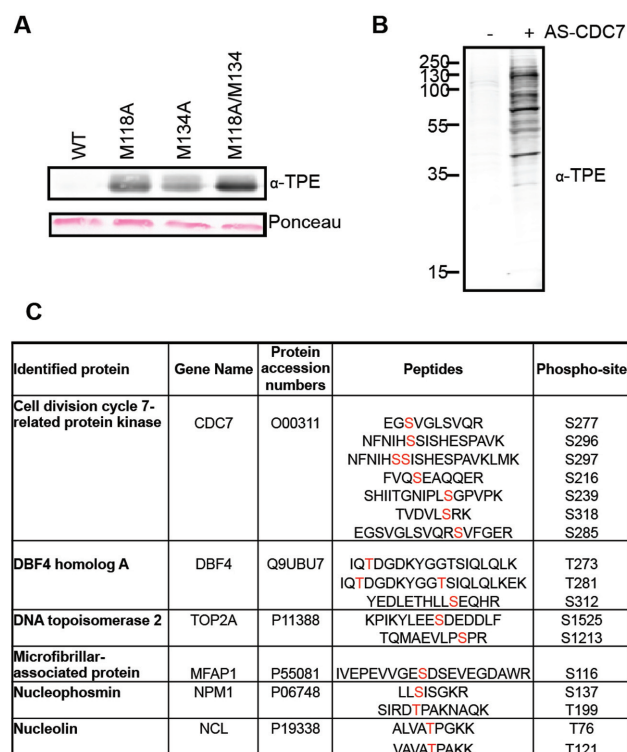 A
WT
M118A
M134A
M118A/M134
α-TPE
Ponceau
B
- + AS-CDC7
250
130
100
55
35
15
α-TPE
C
Identified protein Gene Name Protein accession numbers Peptides Phospho-site
Cell division cycle 7-
related protein kinase CDC7 O00311 EGSVGLSVQR S277
NFNIHSSISHESPAVK S296
NFNIHSSISHESPAVKLMK S297
FVQSEAQQER S216
SHIITGNIPLSGPVPK S239
TVDVLSRK S318
EGSVGLSVQRSVFGER S285
DBF4 homolog A DBF4 Q9UBU7 IQTDGDKYGGTSIQLQLK T273
IQTDGDKYGGTSIQLQLKEK T281
YEDLETHLLSEQHR S312
DNA topoisomerase 2 TOP2A P11388 KPIKYLEESDEDDLF S1525
TQMAEVLPSPR S1213
Microfibrillar-
associated protein MFAP1 P55081 IVEPEVVGESDSEVEGDAWR S116
Nucleophosmin NPM1 P06748 LLSISGKR S137
SIRDTPAKNAQK T199
Nucleolin NCL P19338 ALVATPGKK T76
VAVATPAKK T121